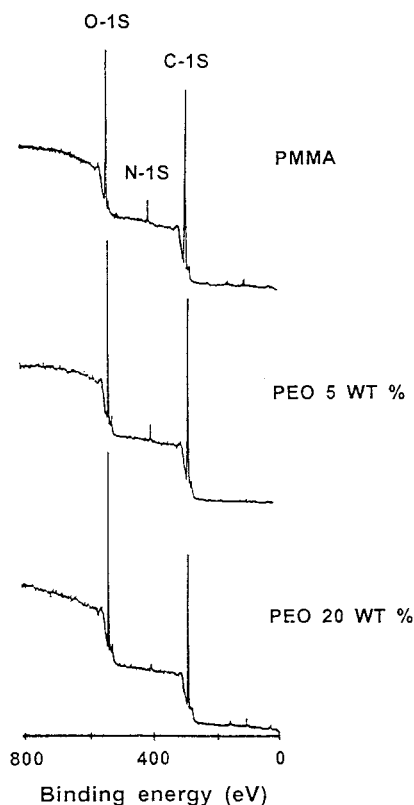 O-1S
C-1S
PMMA
N-1S
PEO 5 WT %
PEO 20 WT %
800 400 0
Binding energy (eV)